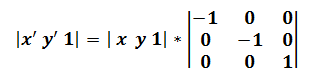 |x′ y′ 1| = | x y 1| * |−1 0 0|
|0 −1 0|
|0 0 1|